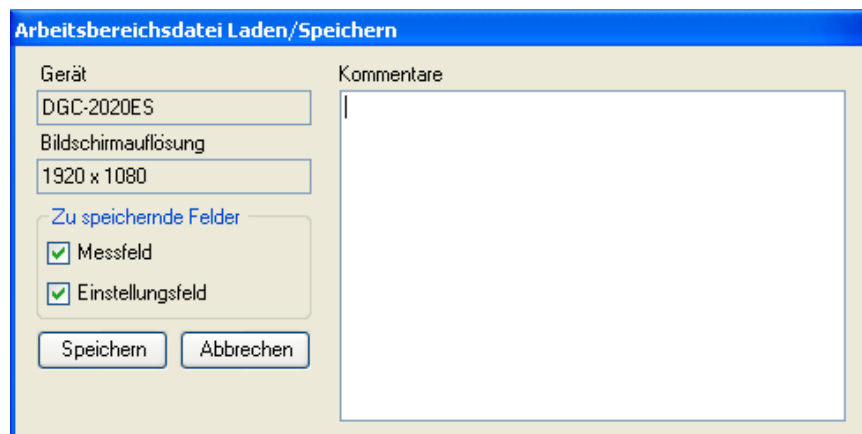 Arbeitsbereichsdatei Laden/Speichern
Gerät
DGC-2020ES
Bildschirmauflösung
1920 x 1080
Zu speichernde Felder
Messfeld
Einstellungsfeld
Speichern
Abbrechen
Kommentare